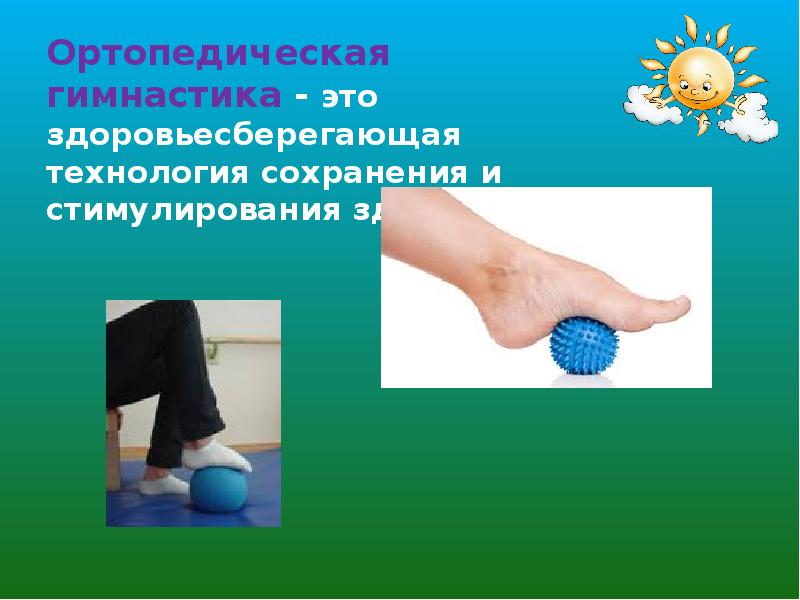 Ортопедическая
гимнастика - это
здоровьесберегающая
технология сохранения и
стимулирования